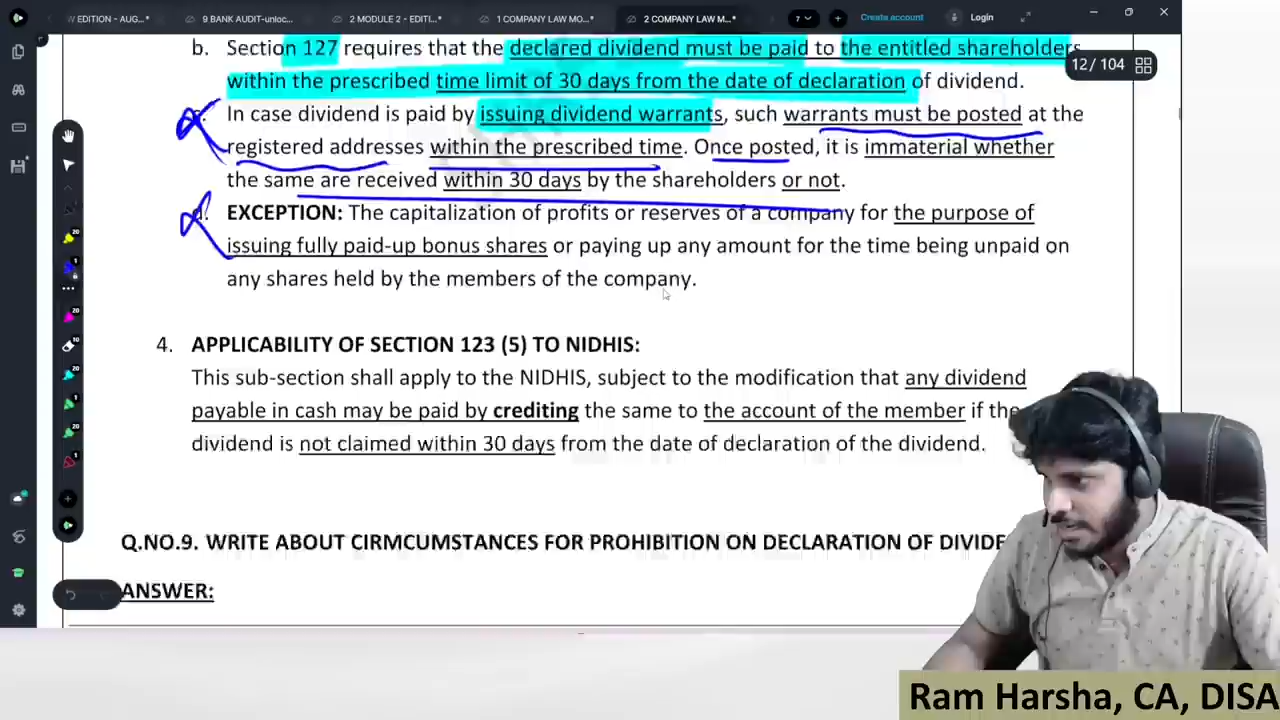 W EDITION - AUG...*
9 BANK AUDIT-unloc...
2 MODULE 2 - EDITI...*
1 COMPANY LAW MO...*
2 COMPANY LAW M...*
7
Create account
Login
12 / 104
b. Section 127 requires that the declared dividend must be paid to the entitled shareholders
within the prescribed time limit of 30 days from the date of declaration of dividend.
In case dividend is paid by issuing dividend warrants, such warrants must be posted at the
registered addresses within the prescribed time. Once posted, it is immaterial whether
the same are received within 30 days by the shareholders or not.
d. EXCEPTION: The capitalization of profits or reserves of a company for the purpose of
issuing fully paid-up bonus shares or paying up any amount for the time being unpaid on
any shares held by the members of the company.
4. APPLICABILITY OF SECTION 123 (5) TO NIDHIS:
This sub-section shall apply to the NIDHIS, subject to the modification that any dividend
payable in cash may be paid by crediting the same to the account of the member if the
dividend is not claimed within 30 days from the date of declaration of the dividend.
Q.NO.9. WRITE ABOUT CIRMCUMSTANCES FOR PROHIBITION ON DECLARATION OF DIVIDE
ANSWER:
Ram Harsha, CA, DISA